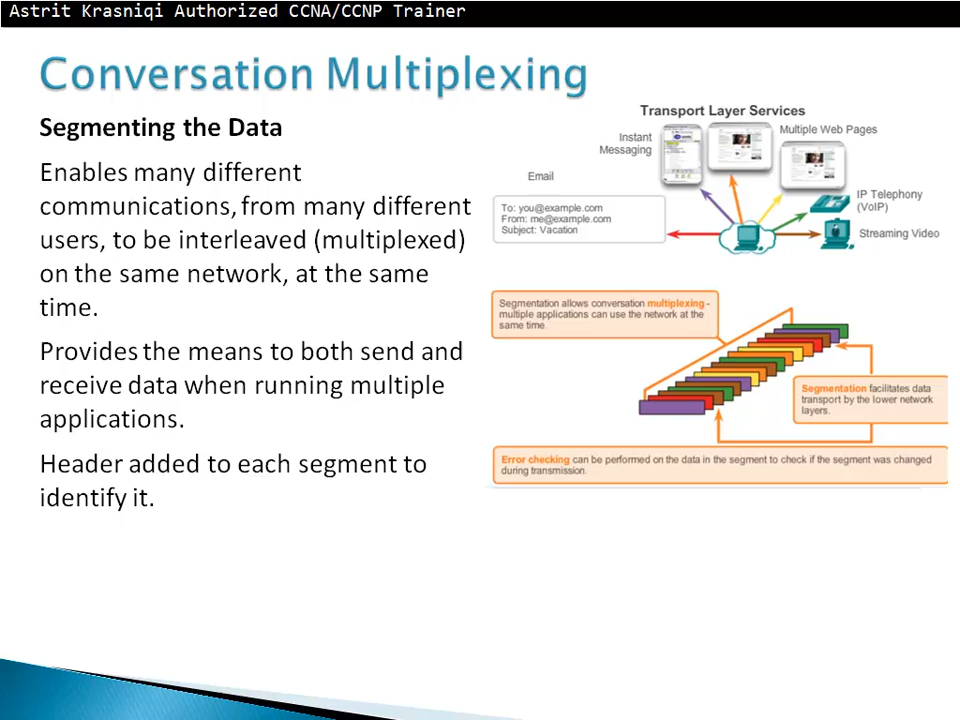 Astrit Krasniqi Authorized CCNA/CCNP Trainer
Conversation Multiplexing
Segmenting the Data
Enables many different
communications, from many different
users, to be interleaved (multiplexed)
on the same network, at the same
time.
Provides the means to both send and
receive data when running multiple
applications.
Header added to each segment to
identify it.
Transport Layer Services
Instant
Messaging
Multiple Web Pages
Email
To: you@example.com
From: me@example.com
Subject: Vacation
IP Telephony
(VoIP)
Streaming Video
Segmentation allows conversation multiplexing -
multiple applications can use the network at the
same time.
Segmentation facilitates data
transport by the lower network
layers.
Error checking can be performed on the data in the segment to check if the segment was changed
during transmission.